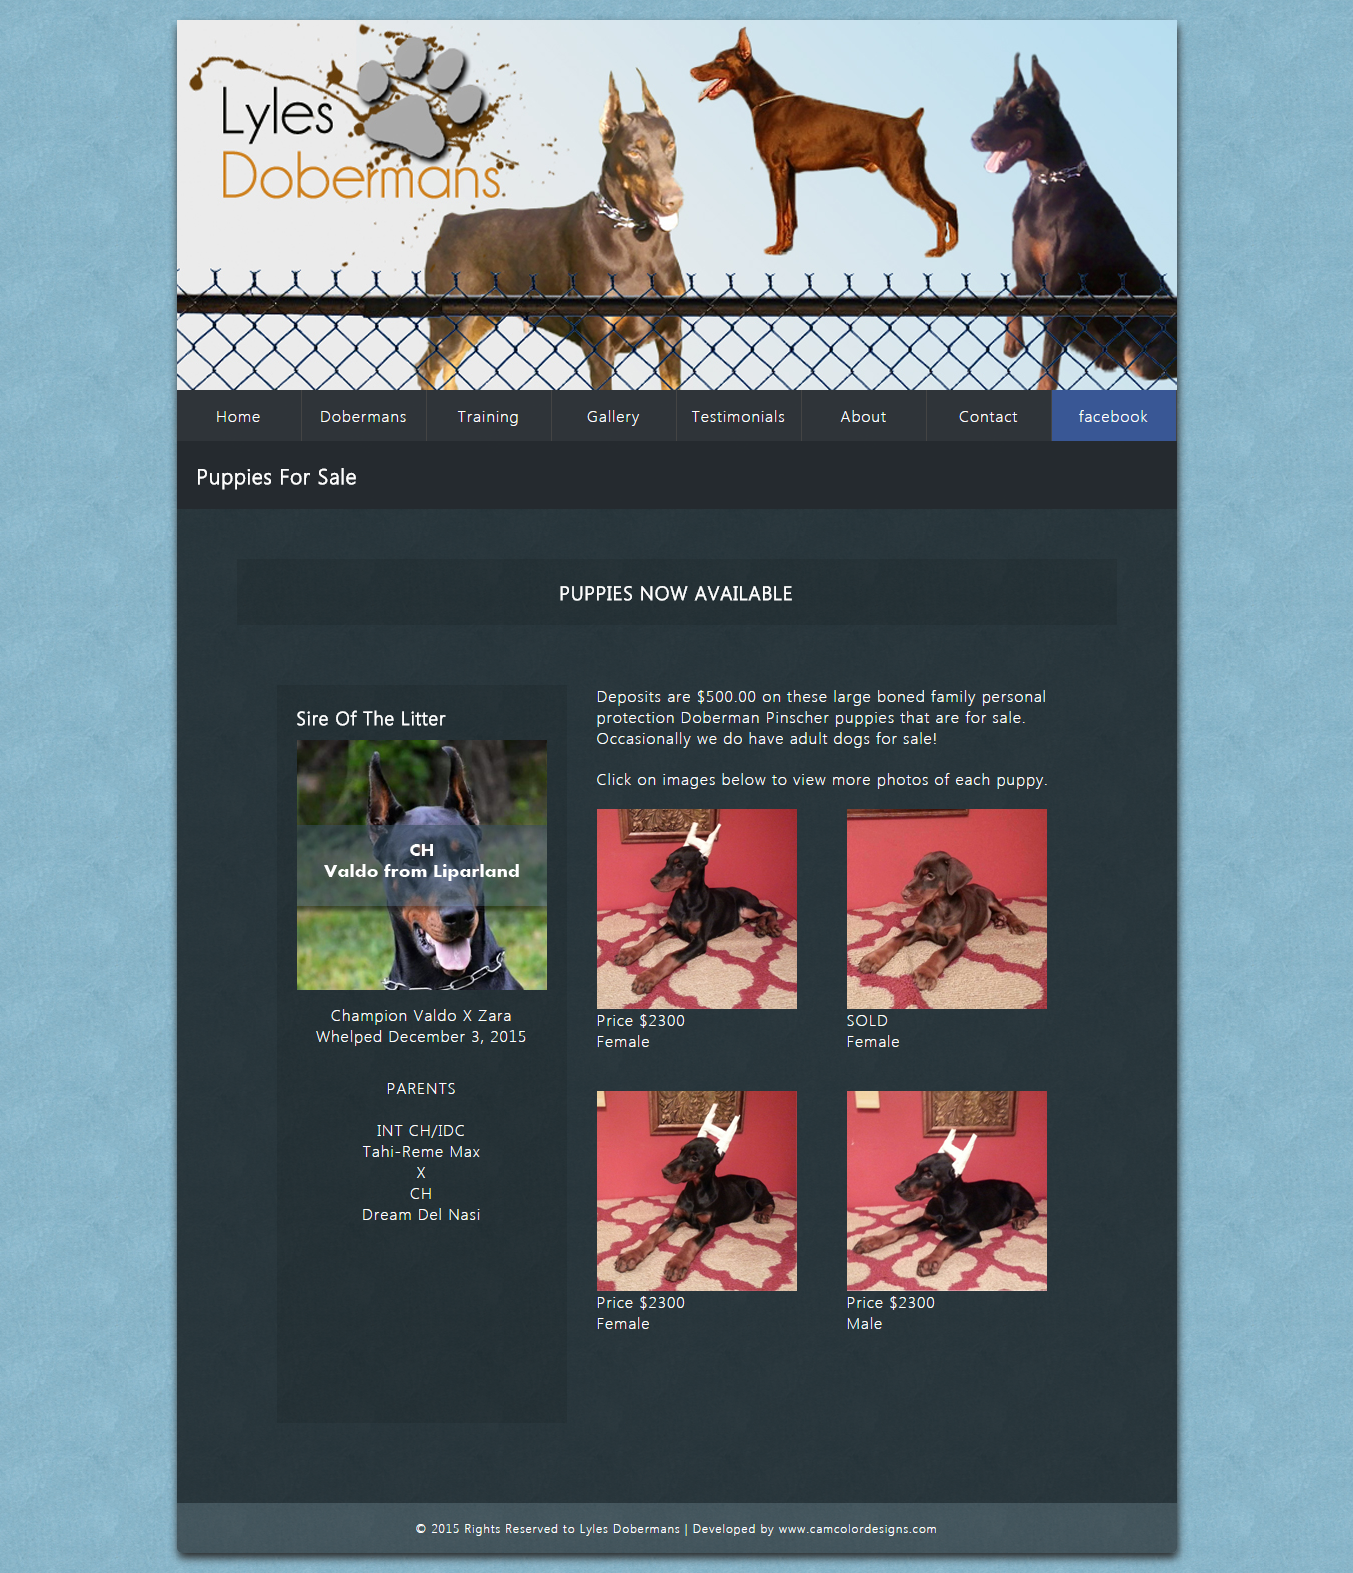 Lyles
Dobermans
Home
Dobermans
Training
Gallery
Testimonials
About
Contact
facebook
Puppies For Sale
PUPPIES NOW AVAILABLE
Sire Of The Litter
CH
Valdo from Liparland
Champion Valdo X Zara
Whelped December 3, 2015
PARENTS
INT CH/IDC
Tahi-Reme Max
X
CH
Dream Del Nasi
Deposits are $500.00 on these large boned family personal
protection Doberman Pinscher puppies that are for sale.
Occasionally we do have adult dogs for sale!
Click on images below to view more photos of each puppy.
Price $2300
Female
SOLD
Female
Price $2300
Female
Price $2300
Male
© 2015 Rights Reserved to Lyles Dobermans | Developed by www.camcolordesigns.com